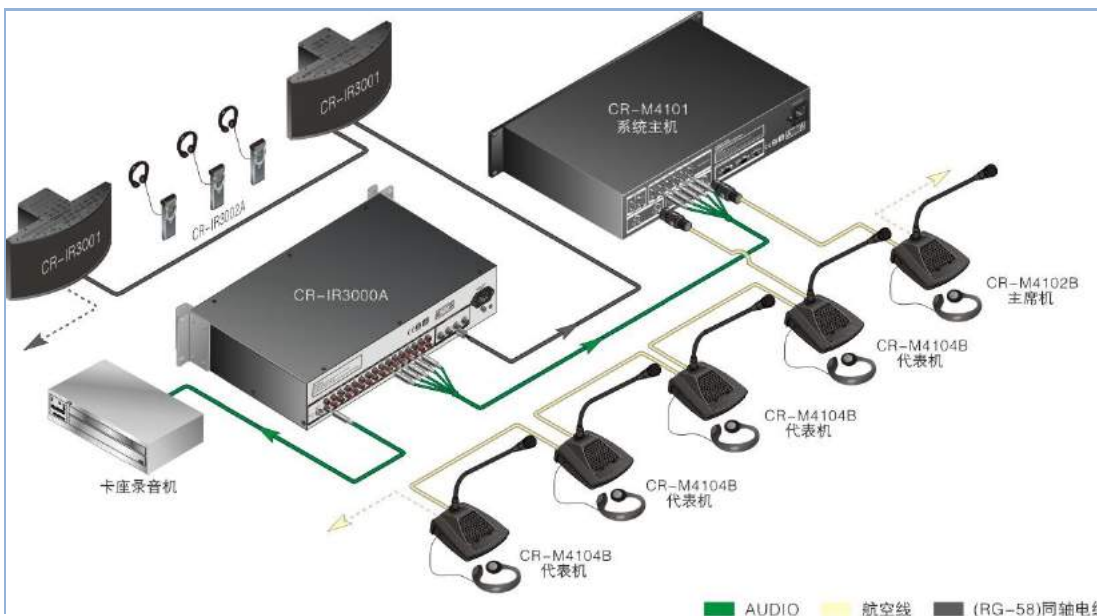 CR-IR3001
CR-M4101
系统主机
CR-IR3002A
CR-IR3001
CR-IR3000A
CR-M4102B
主席机
CR-M4104B
代表机
CR-M4104B
代表机
卡座录音机
CR-M4104B
代表机
CR-M4104B
代表机
AUDIO
航空线
(RG-58)同轴电